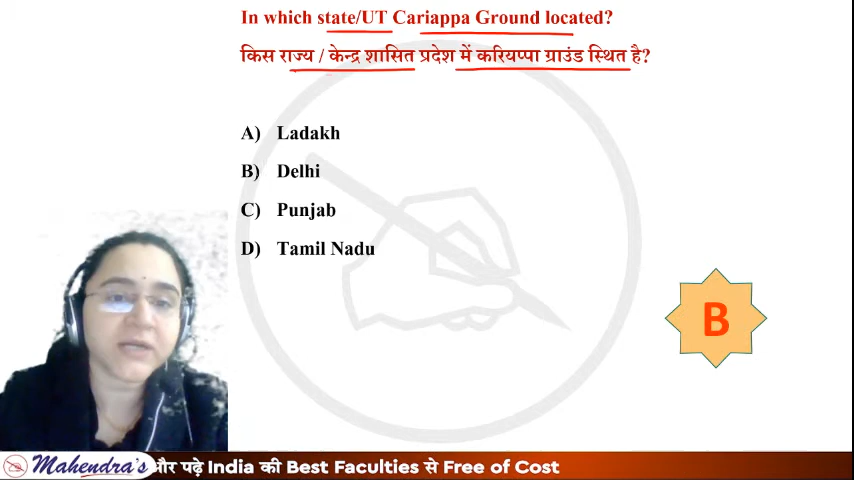 In which state/UT Cariappa Ground located?
किस राज्य / केन्द्र शासित प्रदेश में करियप्पा ग्राउंड स्थित है?
A) Ladakh
B) Delhi
C) Punjab
D) Tamil Nadu
B
Mahendra's और पढ़े India की Best Faculties से Free of Cost